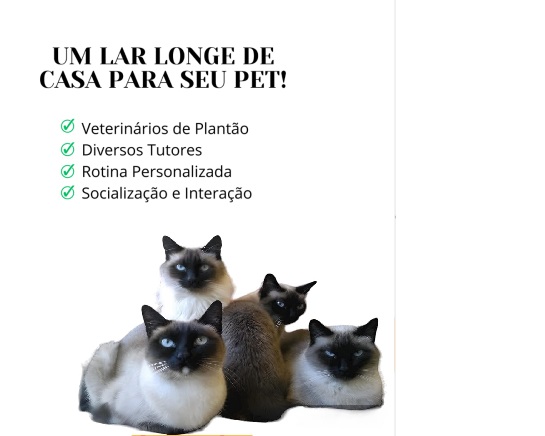 UM LAR LONGE DE
CASA PARA SEU PET!
Veterinários de Plantão
Diversos Tutores
Rotina Personalizada
Socialização e Interação